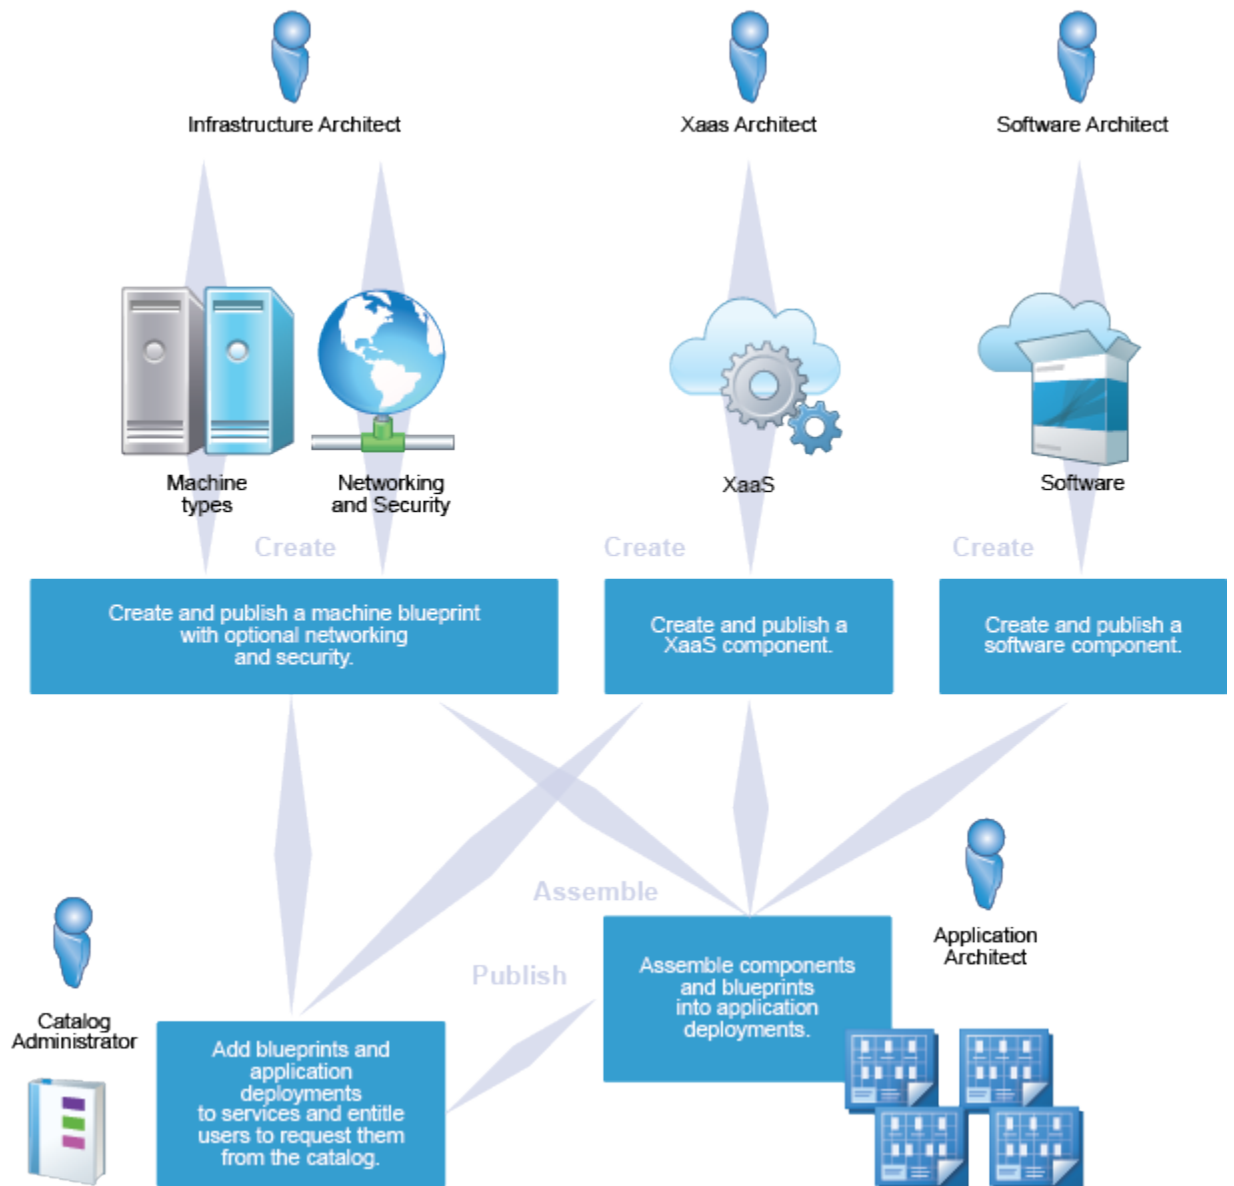 Infrastructure Architect
Xaas Architect
Software Architect
Machine
types
Networking
and Security
XaaS
Software
Create
Create
Create
Create and publish a machine blueprint
with optional networking
and security.
Create and publish a
XaaS component.
Create and publish a
software component.
Assemble
Application
Architect
Publish
Assemble components
and blueprints
into application
deployments.
Catalog
Administrator
Add blueprints and
application
deployments
to services and entitle
users to request them
from the catalog.